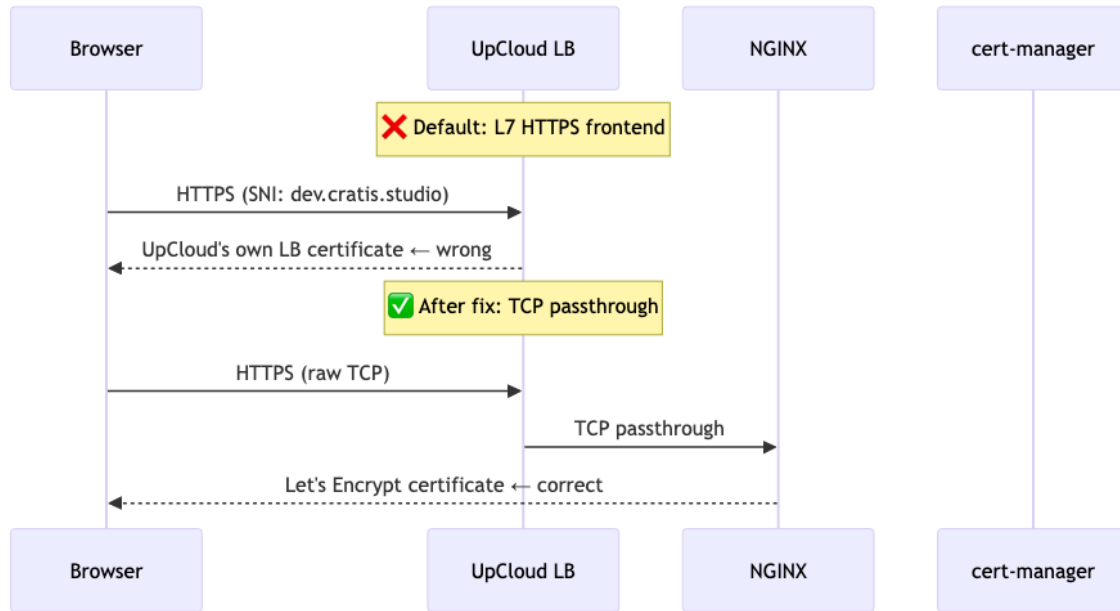 Browser
UpCloud LB
NGINX
cert-manager
❌ Default: L7 HTTPS frontend
HTTPS (SNI: dev.cratis.studio)
UpCloud's own LB certificate ← wrong
✅ After fix: TCP passthrough
HTTPS (raw TCP)
TCP passthrough
Let's Encrypt certificate ← correct
Browser
UpCloud LB
NGINX
cert-manager